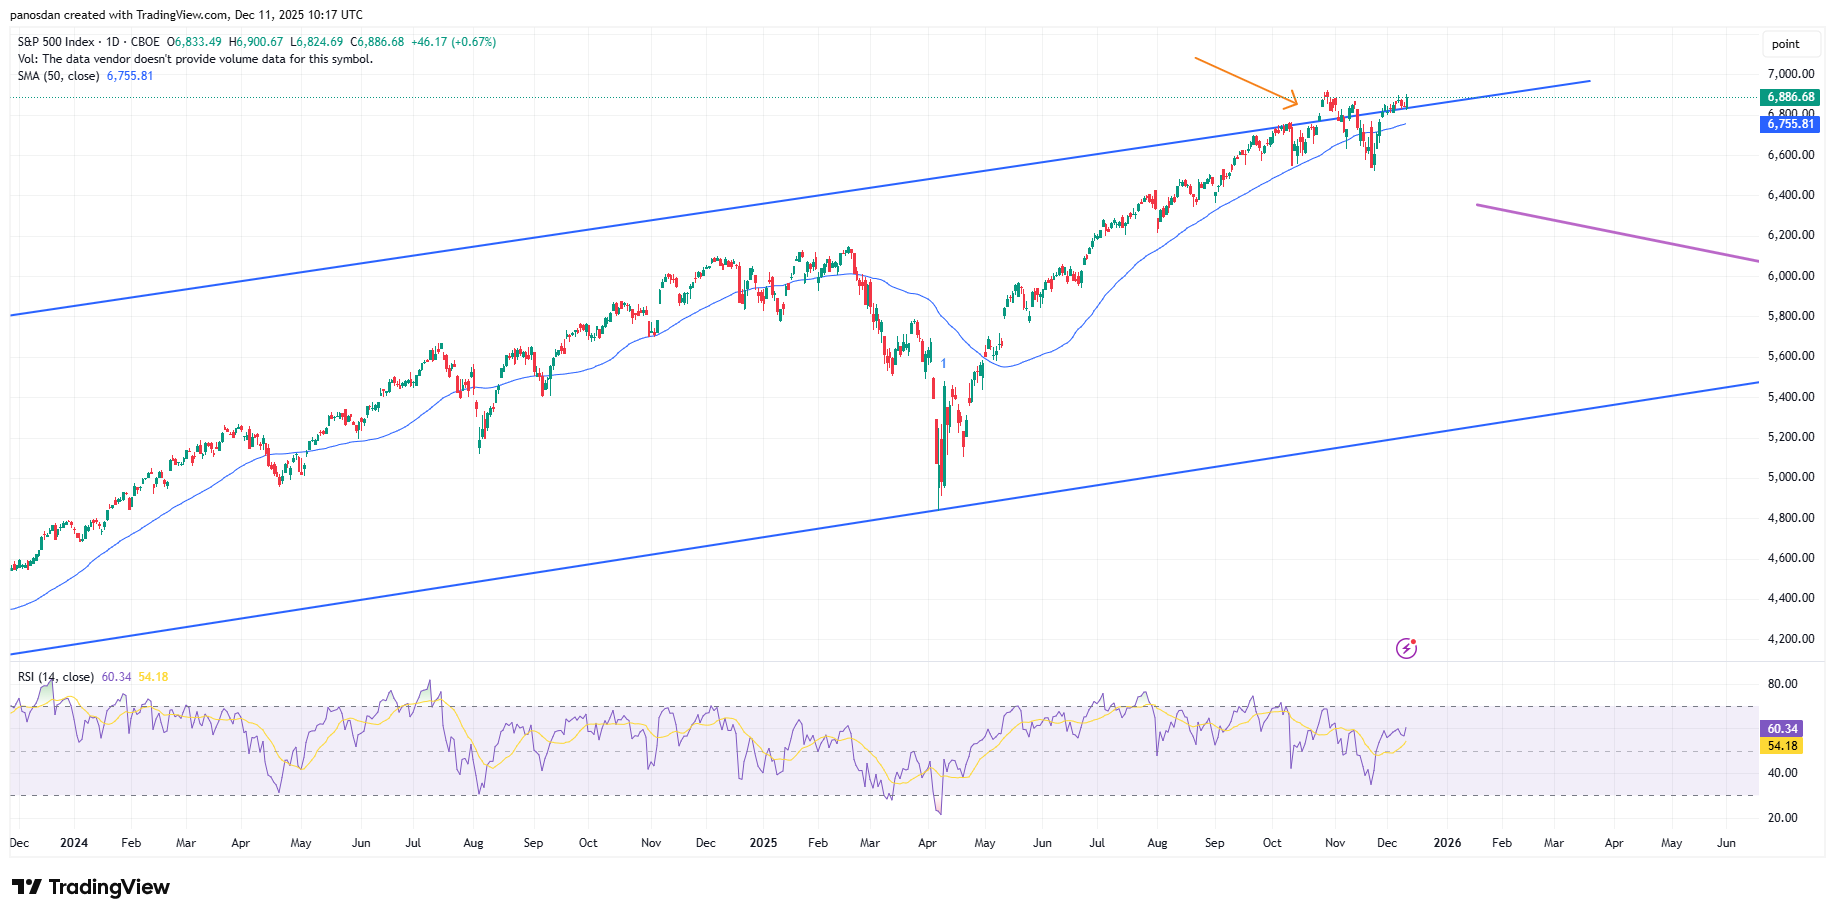 panosdan created with TradingView.com, Dec 11, 2025 10:17 UTC
S&P 500 Index · 1D · CBOE O6,833.49 H6,900.67 L6,824.69 C6,886.68 +46.17 (+0.67%)
Vol: The data vendor doesn't provide volume data for this symbol.
SMA (50, close) 6,755.81
point
7,000.00
6,886.68
6,800.00
6,755.81
6,600.00
6,400.00
6,200.00
6,000.00
5,800.00
5,600.00
1
5,400.00
5,200.00
5,000.00
4,800.00
4,600.00
4,400.00
4,200.00
RSI (14, close) 60.34 54.18
80.00
60.34
54.18
40.00
20.00
Dec 2024 Feb Mar Apr May Jun Jul Aug Sep Oct Nov Dec 2025 Feb Mar Apr May Jun Jul Aug Sep Oct Nov Dec 2026 Feb Mar Apr May Jun
TradingView